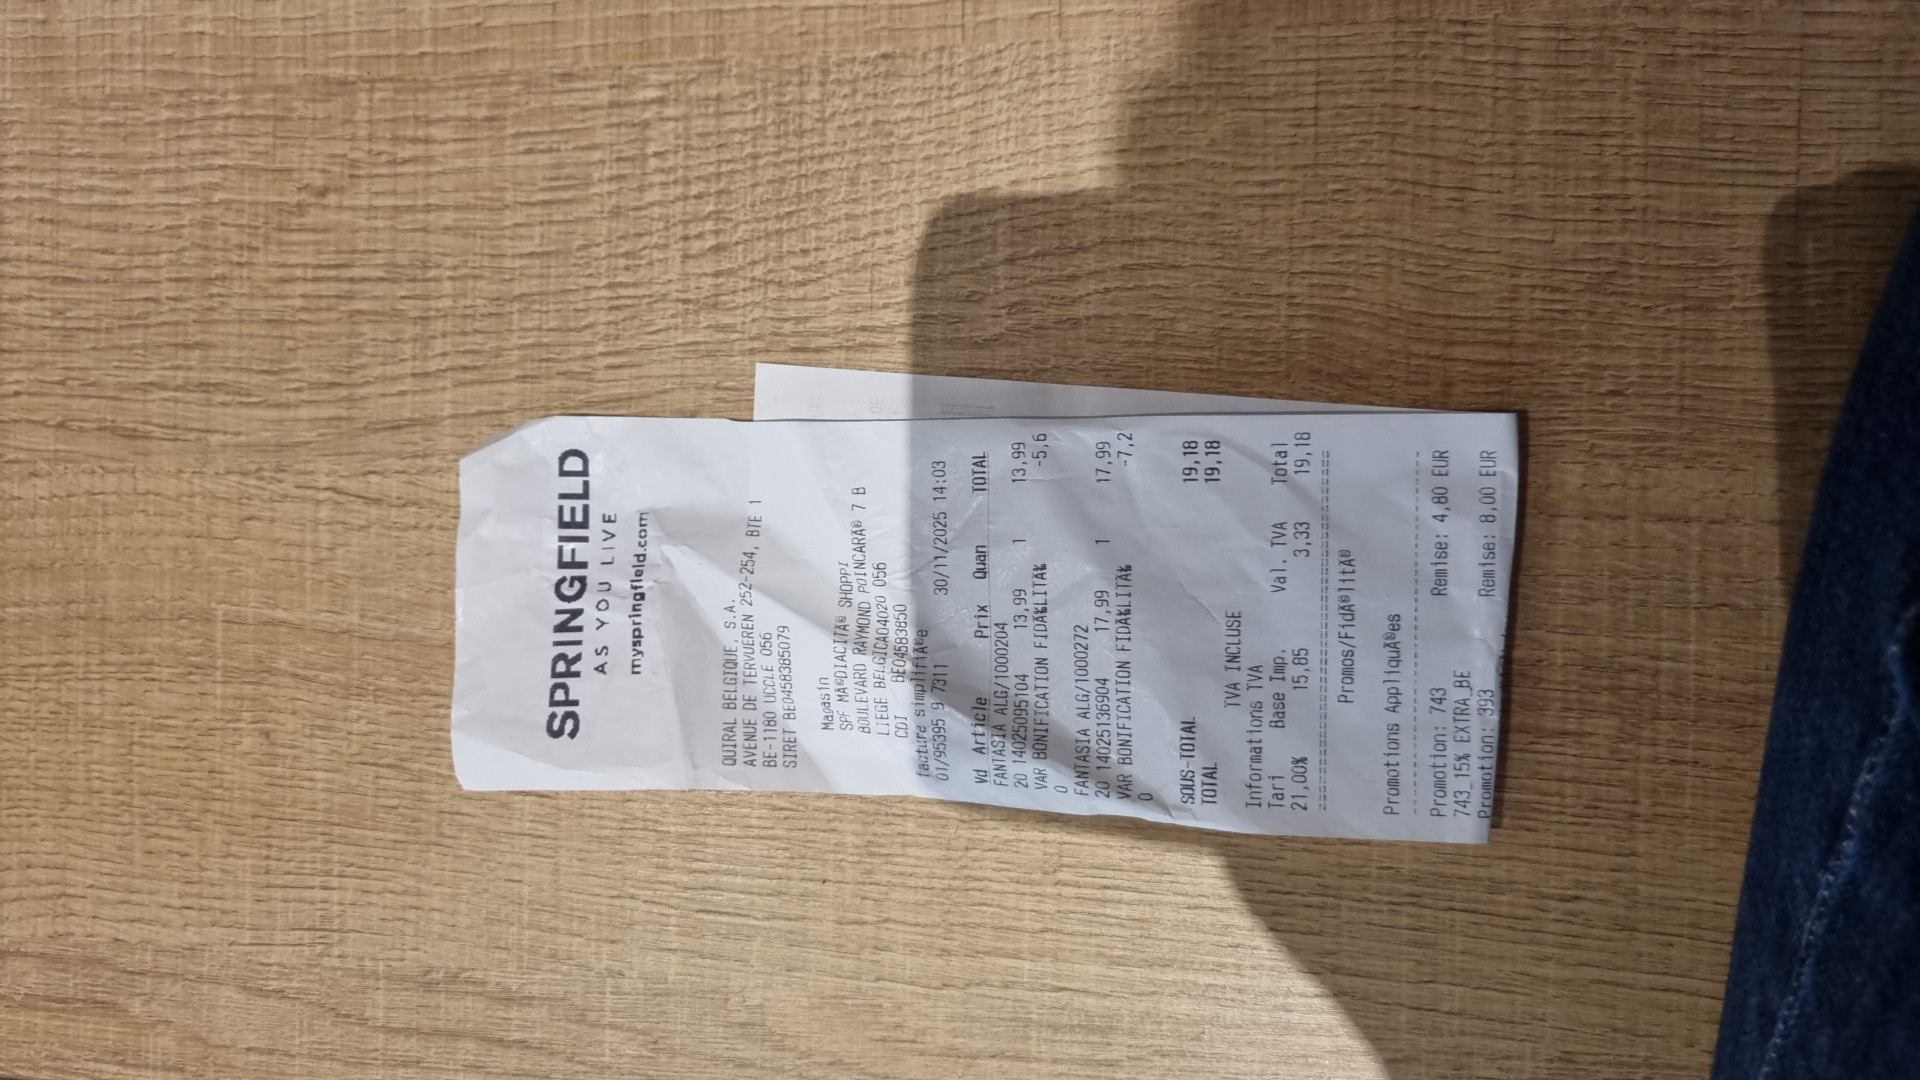 SPRINGFIELD
AS YOU LIVE
myspringfield.com
QUIRAL BELGIQUE, S.A.
AVENUE DE TERVUEREN 252-254, BTE 1
BE-1180 UCCLE 056
SIRET BE0458385079
Magasin
SPF MÃ©DIACITÃ© SHOPPI
BOULEVARD RAYMOND POINCARÃ© 7 B
LIEGE BELGICA04020 056
CDI BE04583850
facture simplifiÃ©e
01/95395 9 7311 30/11/2025 14:03
Vd Article Prix Quan TOTAL
FANTASIA ALG/1000204
20 14025095104 13,99 1 13,99
VAR BONIFICATION FIDÃ‰LITÃ‰ -5,6
0
FANTASIA ALG/1000272
20 14025136904 17,99 1 17,99
VAR BONIFICATION FIDÃ‰LITÃ‰ -7,2
0
SOUS-TOTAL 19,18
TOTAL 19,18
TVA INCLUSE
Informations TVA
Tari Base Imp. Val. TVA Total
21,00% 15,85 3,33 19,18
Promos/FidÃ©litÃ©
Promotions AppliquÃ©es
Promotion: 743 Remise: 4,80 EUR
743_15% EXTRA_BE
Promotion: 393 Remise: 8,00 EUR